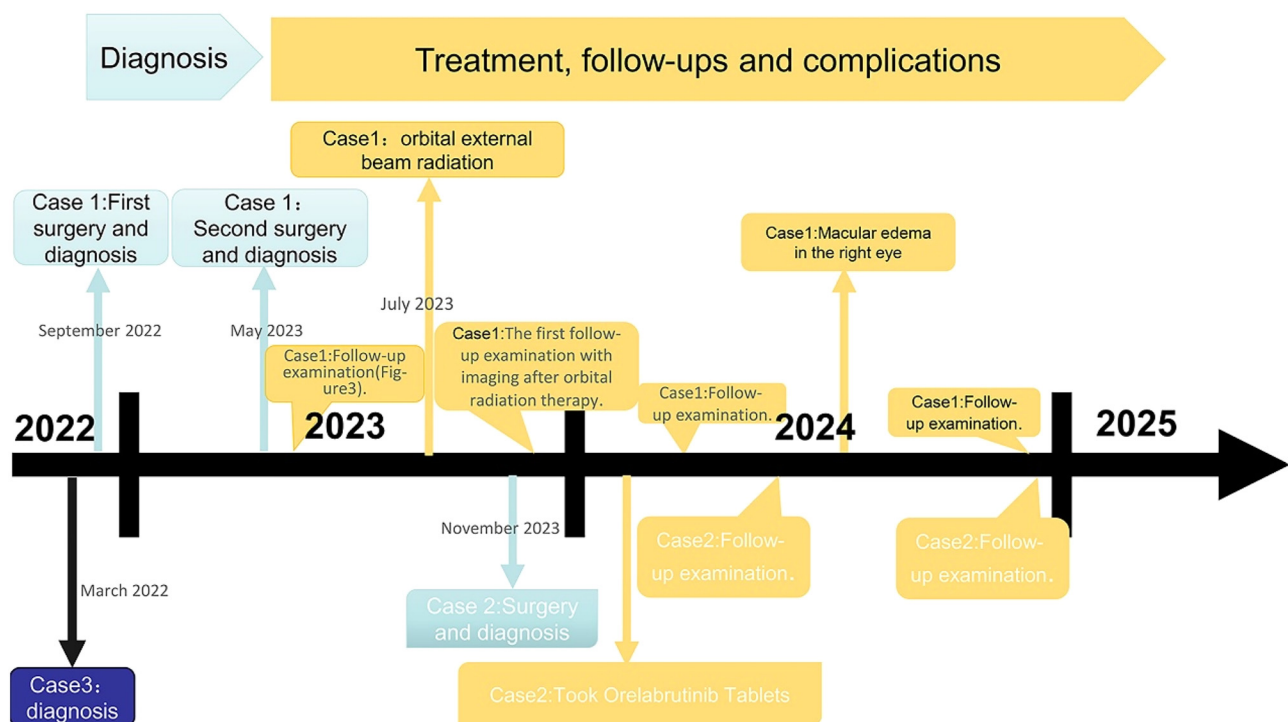 Diagnosis
Treatment, follow-ups and complications
Case1：orbital external
beam radiation
Case 1:First
surgery and
diagnosis
Case 1：
Second surgery
and diagnosis
Case1:Macular edema
in the right eye
September 2022
May 2023
July 2023
Case1:Follow-up
examination(Fig-
ure3).
Case1:The first follow-
up examination with
imaging after orbital
radiation therapy.
Case1:Follow-
up examination.
Case1:Follow-
up examination.
2022
2023
2024
2025
March 2022
November 2023
Case2:Follow-
up examination.
Case2:Follow-
up examination.
Case 2:Surgery
and diagnosis
Case3：
diagnosis
Case2:Took Orelabrutinib Tablets